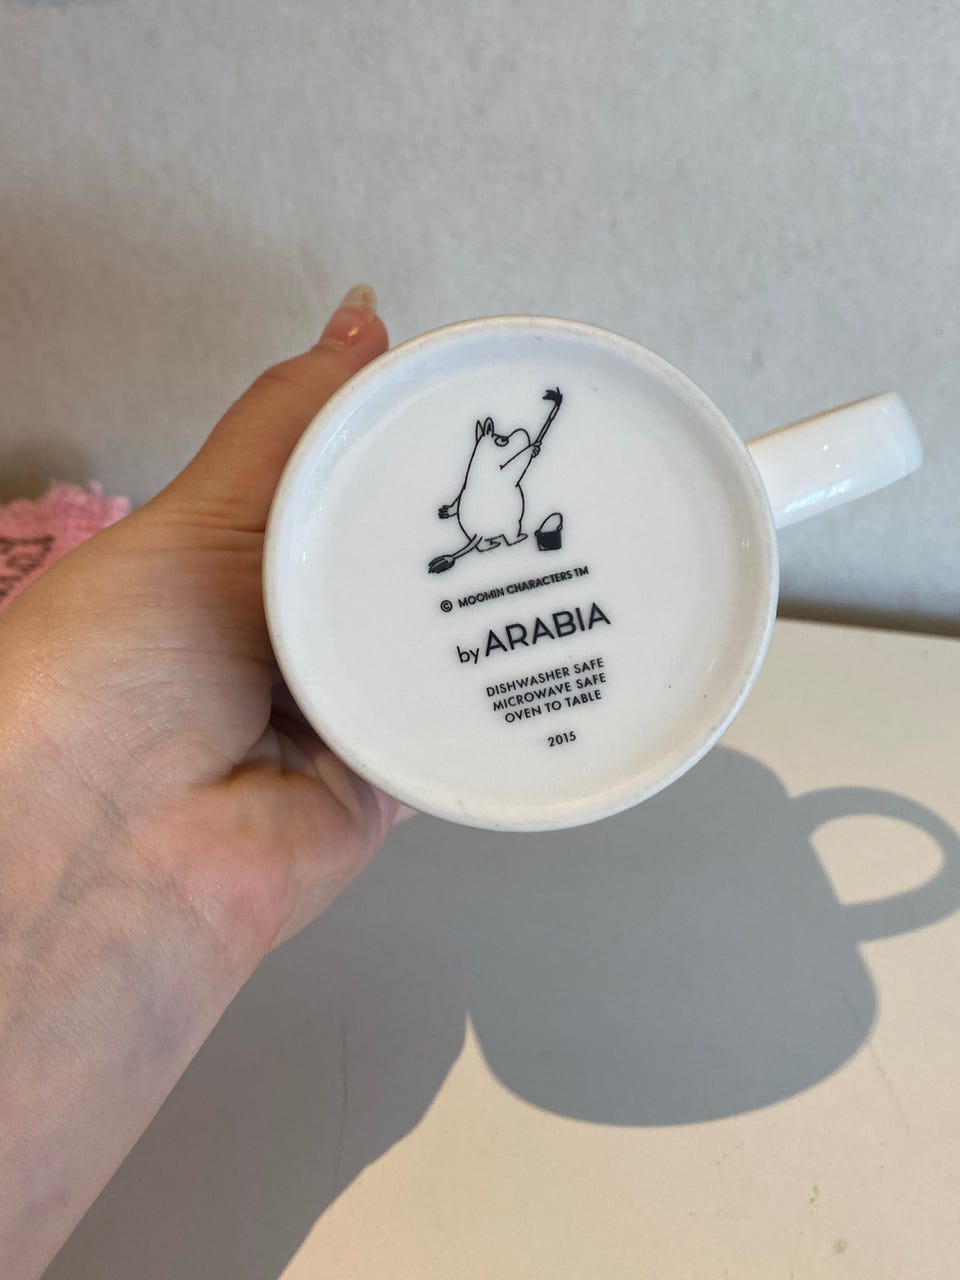 © MOOMIN CHARACTERS TM
by ARABIA
DISHWASHER SAFE
MICROWAVE SAFE
OVEN TO TABLE
2015